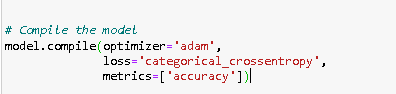 # Compile the model
model.compile(optimizer='adam',
loss='categorical_crossentropy',
metrics=['accuracy'])